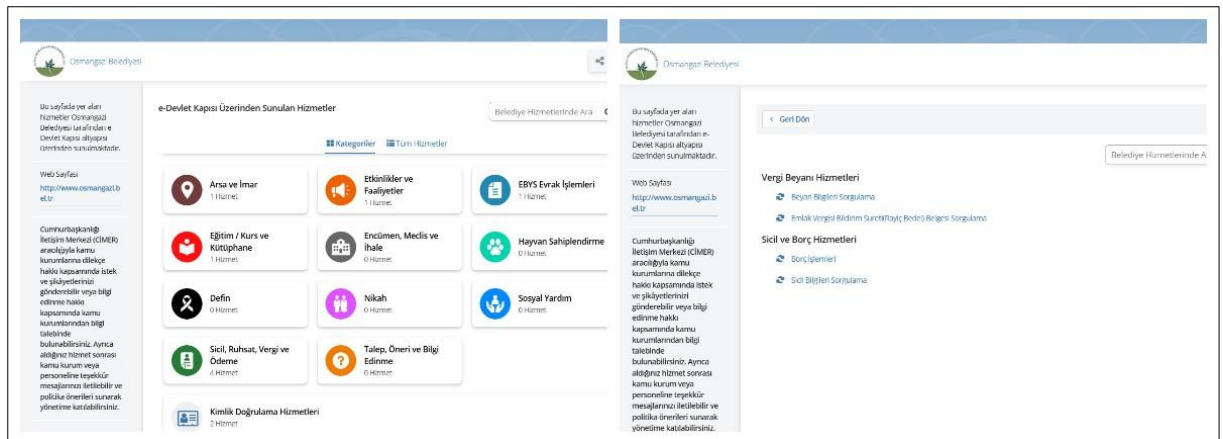 Osmangazi Belediyesi
Bu sayfada yer alan
hizmetler Osmangazi
Belediyesi tarafından e-
Devlet Kapısı altyapısı
üzerinden sunulmaktadır.
Web Sayfası
http://www.osmangazi.b
el.tr
Cumhurbaşkanlığı
İletişim Merkezi (CİMER)
aracılığıyla kamu
kurumlarına dilekçe
hakkı kapsamında istek
ve şikâyetlerinizi
gönderebilir veya bilgi
edinme hakkı
kapsamında kamu
kurumlarından bilgi
talebinde
bulunabilirsiniz. Ayrıca
aldığınız hizmet sonrası
kamu kurum veya
personeline teşekkür
mesajlarınızı iletilebilir ve
politika önerileri sunarak
yönetime katılabilirsiniz.
e-Devlet Kapısı Üzerinden Sunulan Hizmetler
Belediye Hizmetlerinde Ara
Kategoriler Tüm Hizmetler
Arsa ve İmar
1 Hizmet
Etkinlikler ve
Faaliyetler
1 Hizmet
EBYS Evrak İşlemleri
1 Hizmet
Eğitim / Kurs ve
Kütüphane
1 Hizmet
Encümen, Meclis ve
İhale
0 Hizmet
Hayvan Sahiplendirme
0 Hizmet
Defin
0 Hizmet
Nikah
0 Hizmet
Sosyal Yardım
0 Hizmet
Sicil, Ruhsat, Vergi ve
Ödeme
4 Hizmet
Talep, Öneri ve Bilgi
Edinme
0 Hizmet
Kimlik Doğrulama Hizmetleri
2 Hizmet
Osmangazi Belediyesi
Bu sayfada yer alan
hizmetler Osmangazi
Belediyesi tarafından e-
Devlet Kapısı altyapısı
üzerinden sunulmaktadır.
Web Sayfası
http://www.osmangazi.b
el.tr
Cumhurbaşkanlığı
İletişim Merkezi (CİMER)
aracılığıyla kamu
kurumlarına dilekçe
hakkı kapsamında istek
ve şikâyetlerinizi
gönderebilir veya bilgi
edinme hakkı
kapsamında kamu
kurumlarından bilgi
talebinde
bulunabilirsiniz. Ayrıca
aldığınız hizmet sonrası
kamu kurum veya
personeline teşekkür
mesajlarınızı iletilebilir ve
politika önerileri sunarak
yönetime katılabilirsiniz.
Geri Dön
Belediye Hizmetlerinde A
Vergi Beyanı Hizmetleri
Beyan Bilgileri Sorgulama
Emlak Vergisi Bildirim Sureti(Rayiç Bedel) Belgesi Sorgulama
Sicil ve Borç Hizmetleri
Borç İşlemleri
Sicil Bilgileri Sorgulama